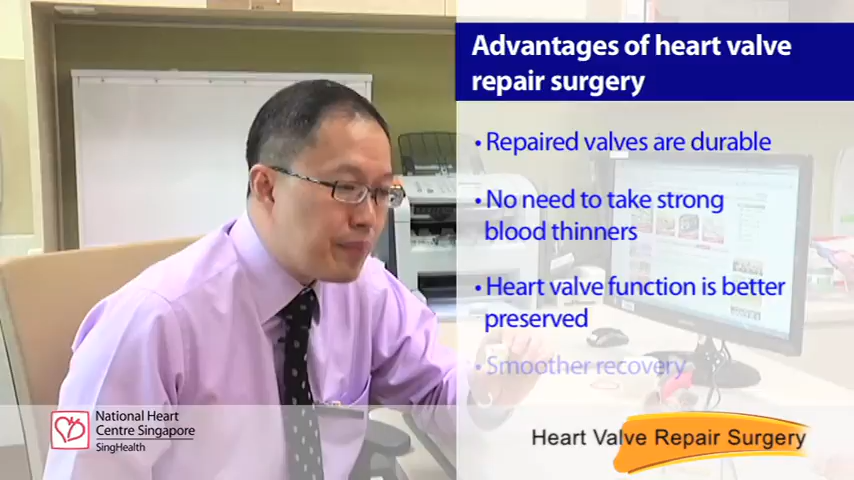 Advantages of heart valve
repair surgery
• Repaired valves are durable
• No need to take strong
blood thinners
• Heart valve function is better
preserved
• Smoother recovery
National Heart
Centre Singapore
SingHealth
Heart Valve Repair Surgery